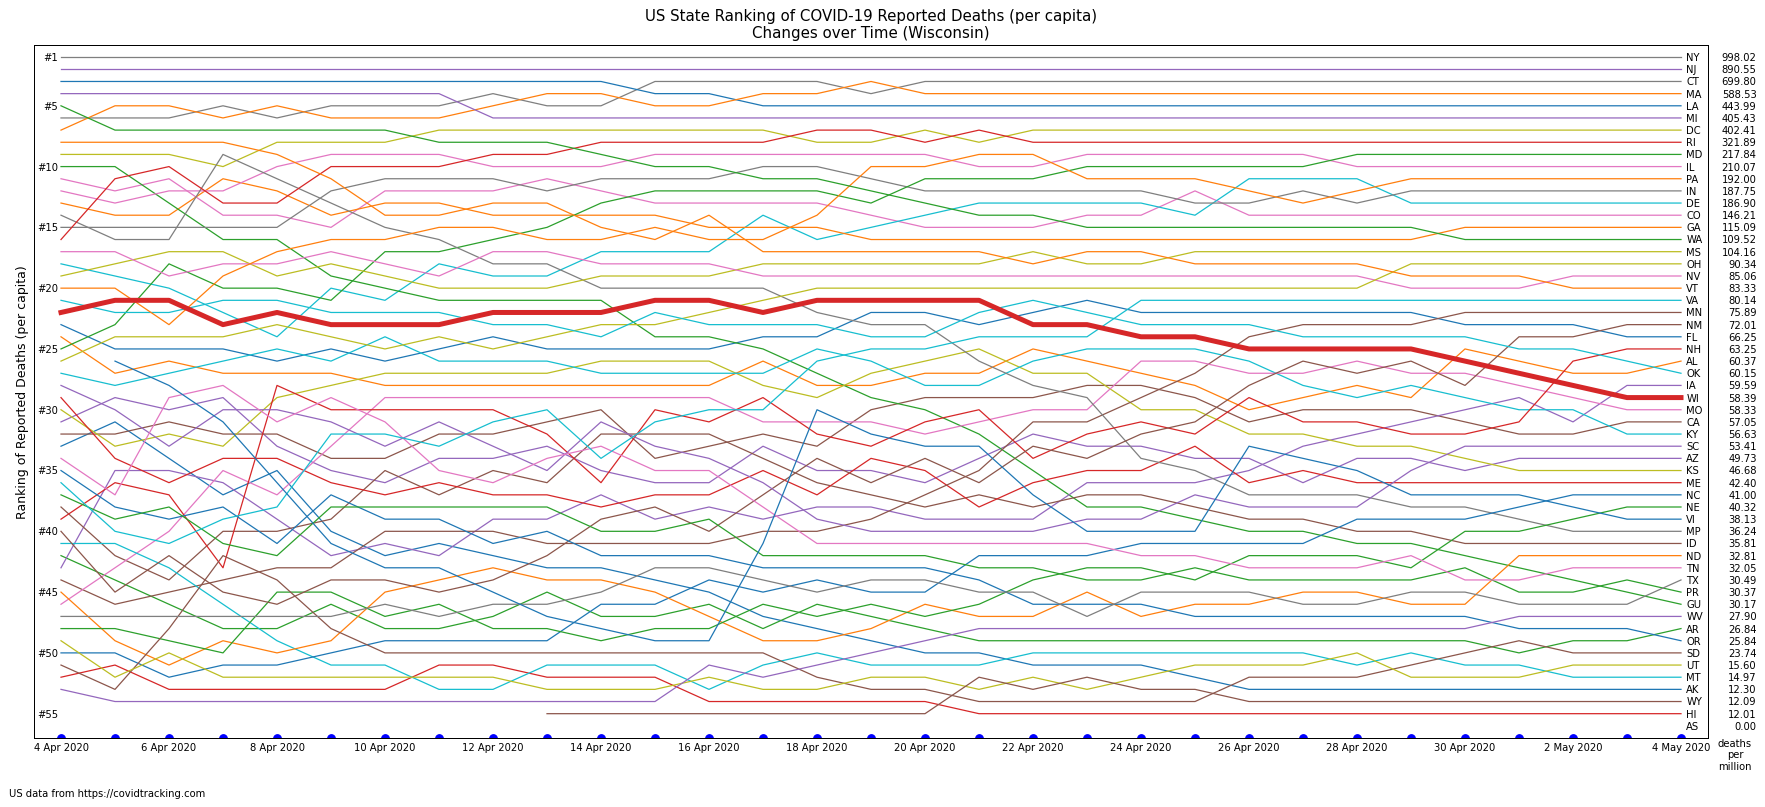 US State Ranking of COVID-19 Reported Deaths (per capita)
Changes over Time (Wisconsin)
Ranking of Reported Deaths (per capita)
#1
#5
#10
#15
#20
#25
#30
#35
#40
#45
#50
#55
NY 998.02
NJ 890.55
CT 699.80
MA 588.53
LA 443.99
MI 405.43
DC 402.41
RI 321.89
MD 217.84
IL 210.07
PA 192.00
IN 187.75
DE 186.90
CO 146.21
GA 115.09
WA 109.52
MS 104.16
OH 90.34
NV 85.06
VT 83.33
VA 80.14
MN 75.89
NM 72.01
FL 66.25
NH 63.25
AL 60.37
OK 60.15
IA 59.59
WI 58.39
MO 58.33
CA 57.05
KY 56.63
SC 53.41
AZ 49.73
KS 46.68
ME 42.40
NC 41.00
NE 40.32
VI 38.13
MP 36.24
ID 35.81
ND 32.81
TN 32.05
TX 30.49
PR 30.37
GU 30.17
WV 27.90
AR 26.84
OR 25.84
SD 23.74
UT 15.60
MT 14.97
AK 12.30
WY 12.09
HI 12.01
AS 0.00
4 Apr 2020 6 Apr 2020 8 Apr 2020 10 Apr 2020 12 Apr 2020 14 Apr 2020 16 Apr 2020 18 Apr 2020 20 Apr 2020 22 Apr 2020 24 Apr 2020 26 Apr 2020 28 Apr 2020 30 Apr 2020 2 May 2020 4 May 2020
deaths
per
million
US data from https://covidtracking.com